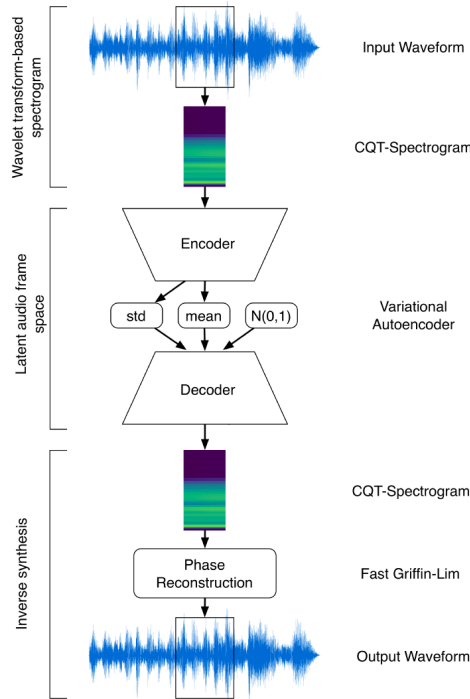 Wavelet transform-based
spectrogram
Input Waveform
CQT-Spectrogram
Latent audio frame
space
Encoder
std
mean
N(0,1)
Variational
Autoencoder
Decoder
Inverse synthesis
CQT-Spectrogram
Phase
Reconstruction
Fast Griffin-Lim
Output Waveform